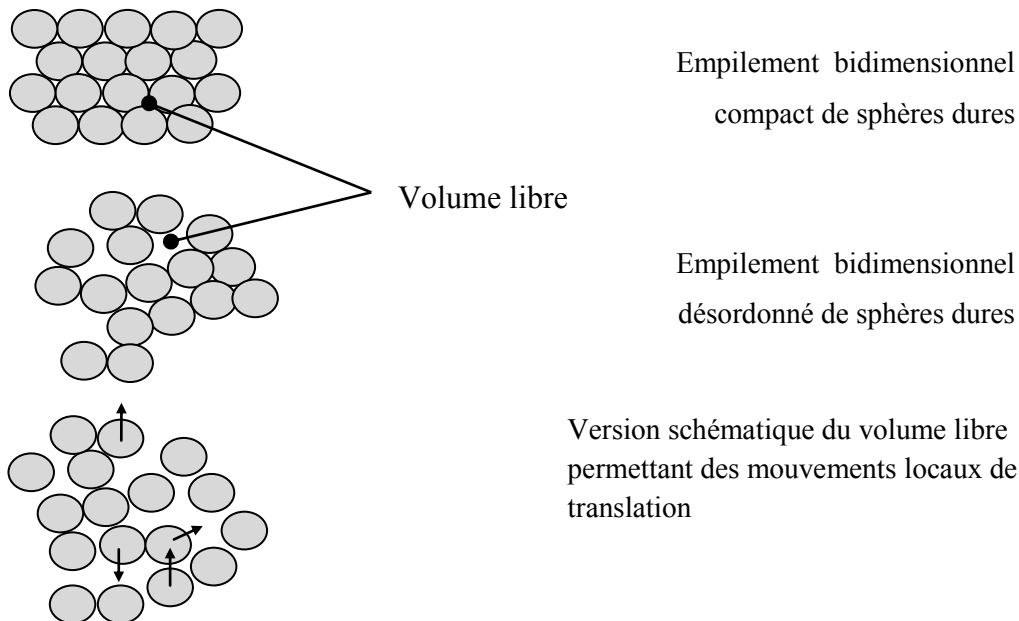 Empilement bidimensionnel
compact de sphères dures
Volume libre
Empilement bidimensionnel
désordonné de sphères dures
Version schématique du volume libre
permettant des mouvements locaux de
translation